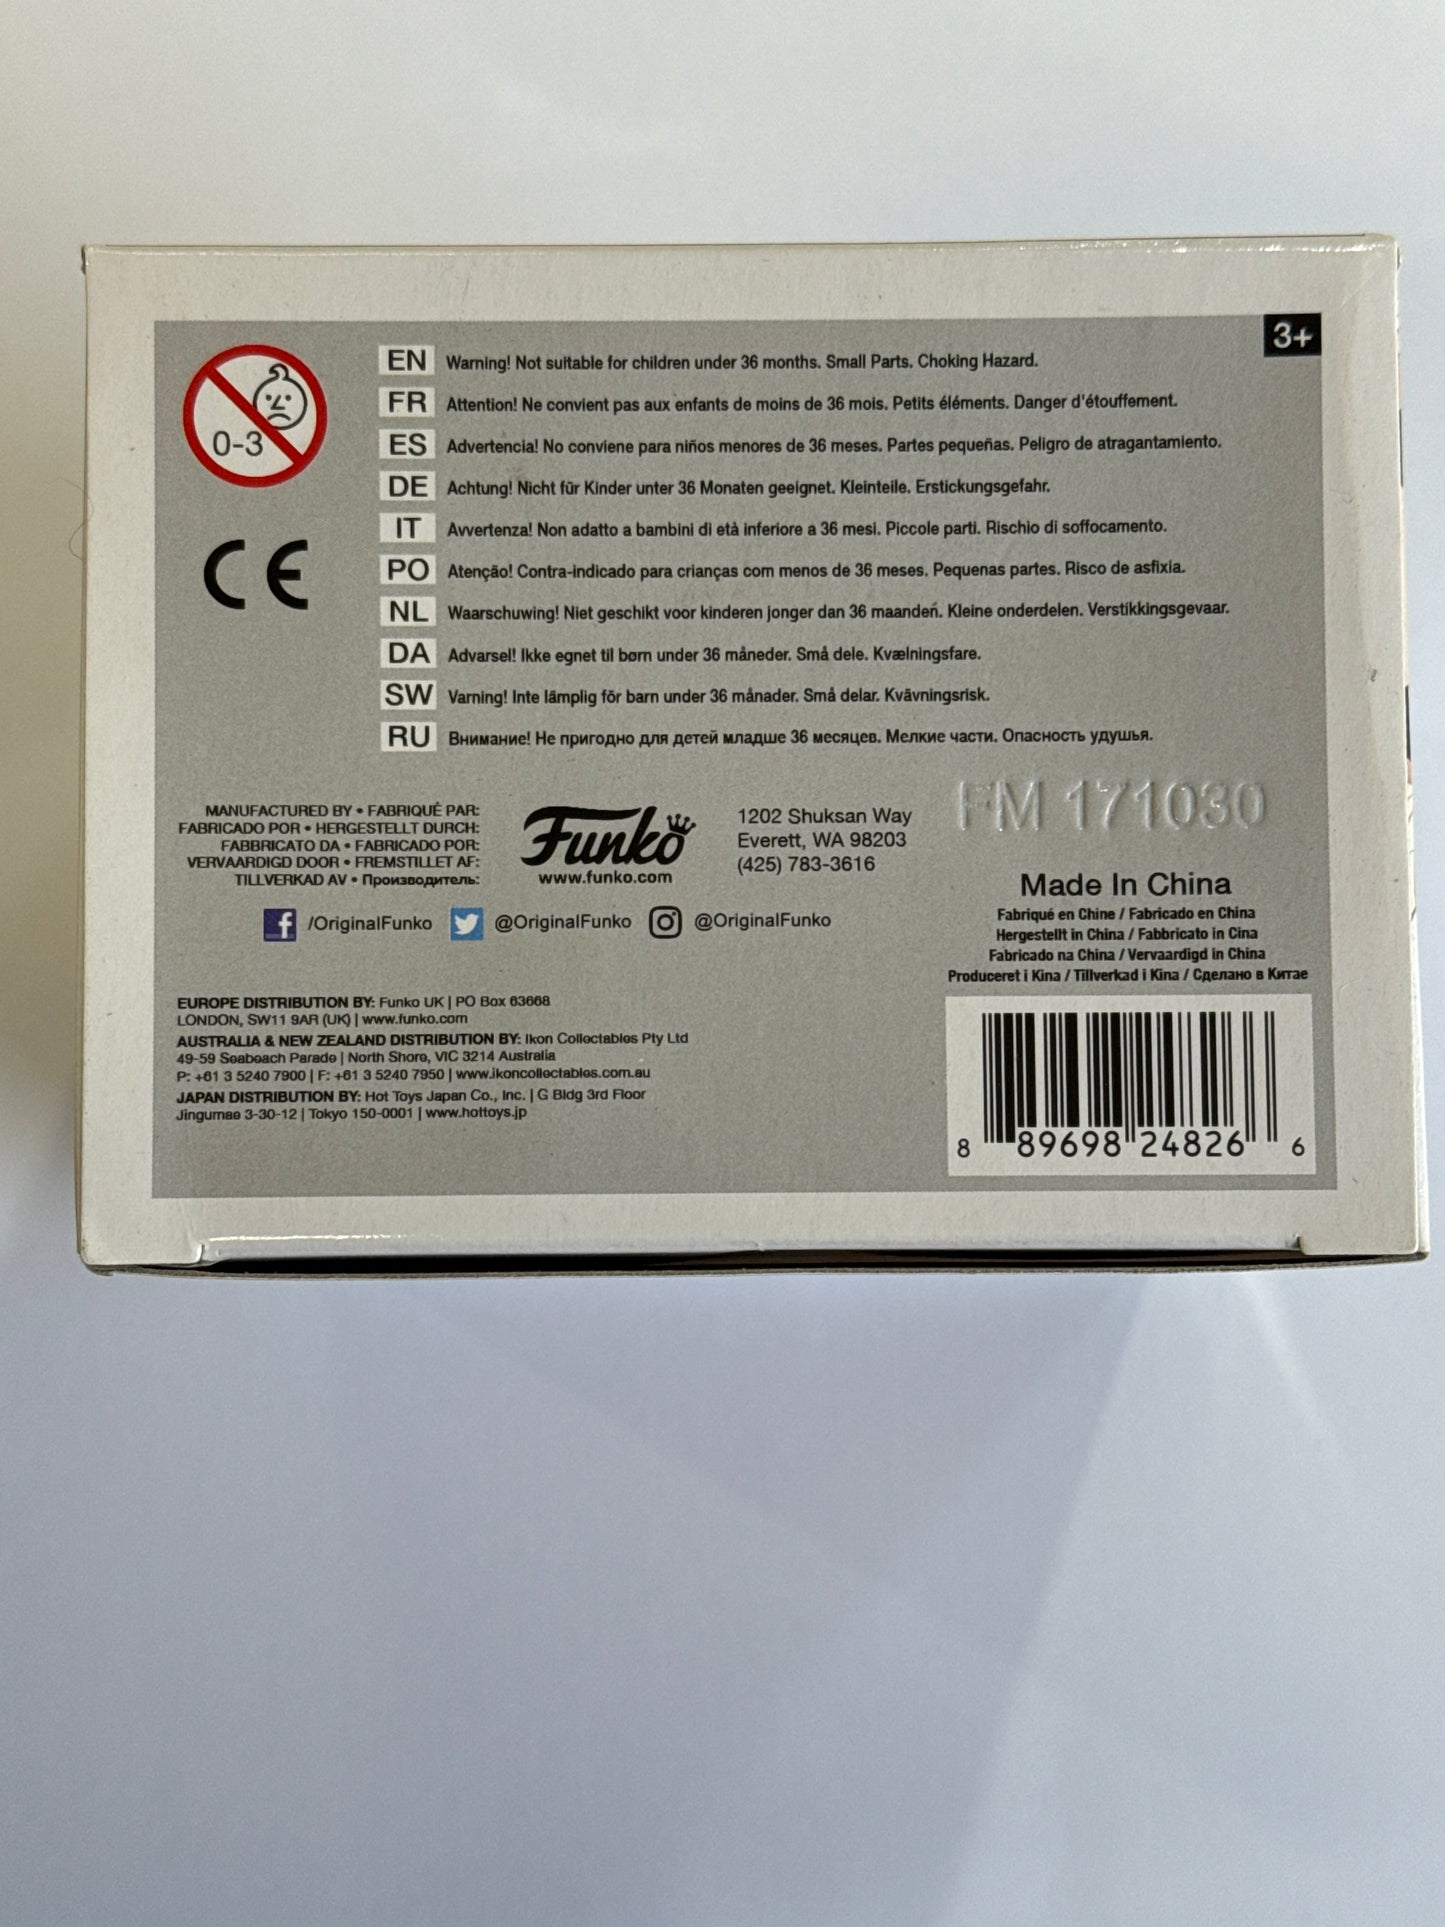 3+
0-3
CE
EN Warning! Not suitable for children under 36 months. Small Parts. Choking Hazard.
FR Attention! Ne convient pas aux enfants de moins de 36 mois. Petits éléments. Danger d'étouffement.
ES Advertencia! No conviene para niños menores de 36 meses. Partes pequeñas. Peligro de atragantamiento.
DE Achtung! Nicht für Kinder unter 36 Monaten geeignet. Kleinteile. Erstickungsgefahr.
IT Avvertenza! Non adatto a bambini di età inferiore a 36 mesi. Piccole parti. Rischio di soffocamento.
PO Atenção! Contra-indicado para crianças com menos de 36 meses. Pequenas partes. Risco de asfixia.
NL Waarschuwing! Niet geschikt voor kinderen jonger dan 36 maanden. Kleine onderdelen. Verstikkingsgevaar.
DA Advarsel! Ikke egnet til børn under 36 måneder. Små dele. Kvælningsfare.
SW Varning! Inte lämplig för barn under 36 månader. Små delar. Kvävningsrisk.
RU Внимание! Не пригодно для детей младше 36 месяцев. Мелкие части. Опасность удушья.
MANUFACTURED BY • FABRIQUÉ PAR:
FABRICADO POR • HERGESTELLT DURCH:
FABBRICATO DA • FABRICADO POR:
VERVAARDIGD DOOR • FREMSTILLET AF:
TILLVERKAD AV • Производитель:
Funko
www.funko.com
1202 Shuksan Way
Everett, WA 98203
(425) 783-3616
/OriginalFunko @OriginalFunko @OriginalFunko
FM 171030
Made In China
Fabriqué en Chine / Fabricado en China
Hergestellt in China / Fabbricato in Cina
Fabricado na China / Vervaardigd in China
Produceret i Kina / Tillverkad i Kina / Сделано в Китае
EUROPE DISTRIBUTION BY: Funko UK | PO Box 63668
LONDON, SW11 9AR (UK) | www.funko.com
AUSTRALIA & NEW ZEALAND DISTRIBUTION BY: Ikon Collectables Pty Ltd
49-59 Seabeach Parade | North Shore, VIC 3214 Australia
P: +61 3 5240 7900 | F: +61 3 5240 7950 | www.ikoncollectables.com.au
JAPAN DISTRIBUTION BY: Hot Toys Japan Co., Inc. | G Bldg 3rd Floor
Jingumae 3-30-12 | Tokyo 150-0001 | www.hottoys.jp
8 89698 24826 6